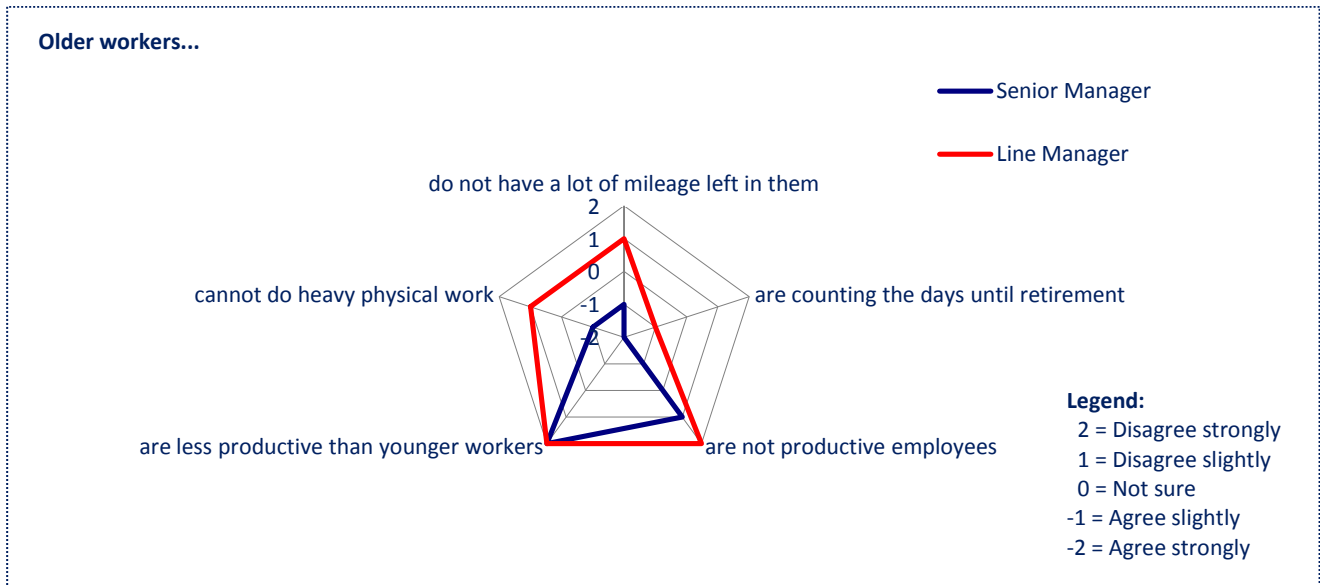 Older workers...
Senior Manager
Line Manager
do not have a lot of mileage left in them
2
1
0
-1
-2
cannot do heavy physical work
are counting the days until retirement
are less productive than younger workers
are not productive employees
Legend:
2 = Disagree strongly
1 = Disagree slightly
0 = Not sure
-1 = Agree slightly
-2 = Agree strongly